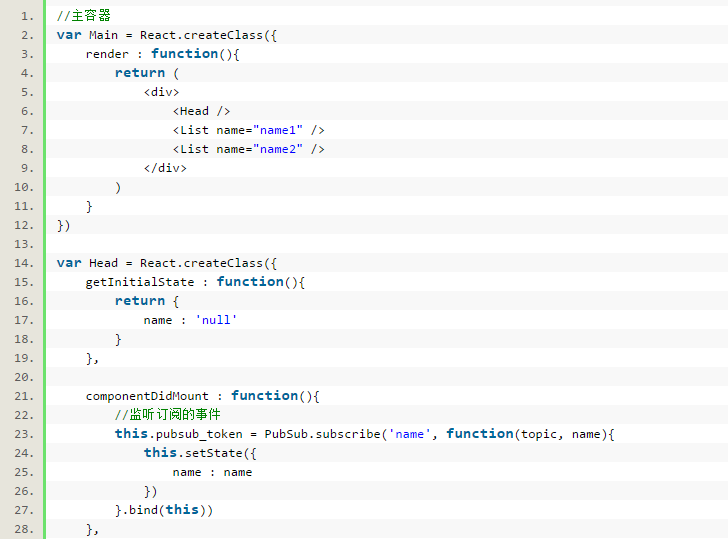 1. //主容器
2. var Main = React.createClass({
3.     render : function(){
4.         return (
5.             <div>
6.                 <Head />
7.                 <List name="name1" />
8.                 <List name="name2" />
9.             </div>
10.         )
11.     }
12. })
13.
14. var Head = React.createClass({
15.     getInitialState : function(){
16.         return {
17.             name : 'null'
18.         }
19.     },
20.
21.     componentDidMount : function(){
22.         //监听订阅的事件
23.         this.pubsub_token = PubSub.subscribe('name', function(topic, name){
24.             this.setState({
25.                 name : name
26.             })
27.         }.bind(this))
28.     },